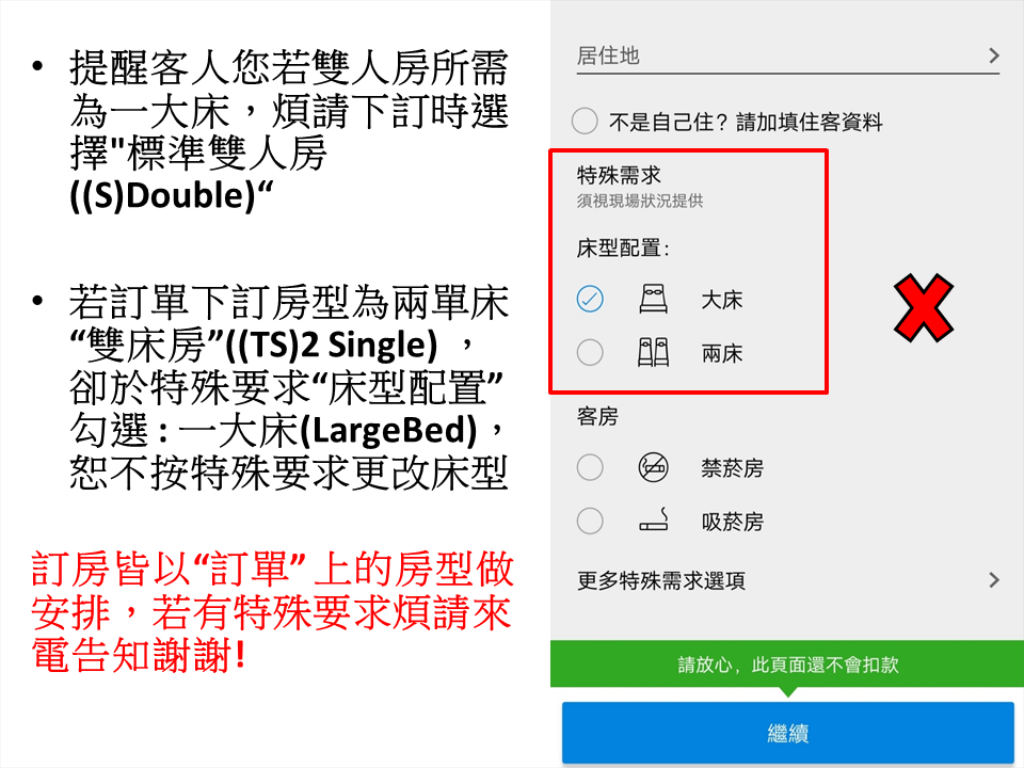 • 提醒客人您若雙人房所需
為一大床，煩請下訂時選
擇"標準雙人房
((S)Double)“
• 若訂單下訂房型為兩單床
“雙床房”((TS)2 Single) ，
卻於特殊要求“床型配置”
勾選 : 一大床(LargeBed)，
恕不按特殊要求更改床型
訂房皆以“訂單” 上的房型做
安排，若有特殊要求煩請來
電告知謝謝!
居住地
不是自己住? 請加填住客資料
特殊需求
須視現場狀況提供
床型配置:
大床
兩床
客房
禁菸房
吸菸房
更多特殊需求選項
請放心, 此頁面還不會扣款
繼續